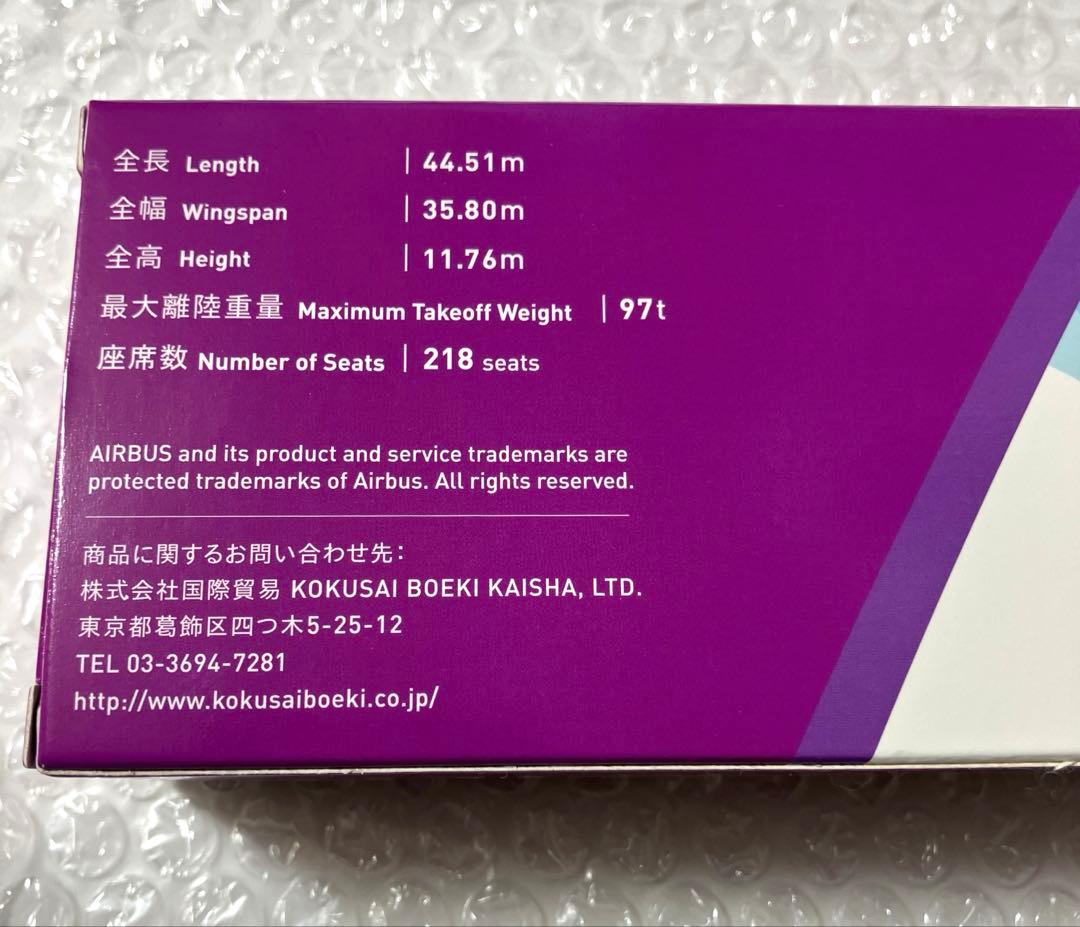 全長 Length | 44.51m
全幅 Wingspan | 35.80m
全高 Height | 11.76m
最大離陸重量 Maximum Takeoff Weight | 97t
座席数 Number of Seats | 218 seats
AIRBUS and its product and service trademarks are
protected trademarks of Airbus. All rights reserved.
商品に関するお問い合わせ先:
株式会社国際貿易 KOKUSAI BOEKI KAISHA, LTD.
東京都葛飾区四つ木5-25-12
TEL 03-3694-7281
http://www.kokusaiboeki.co.jp/